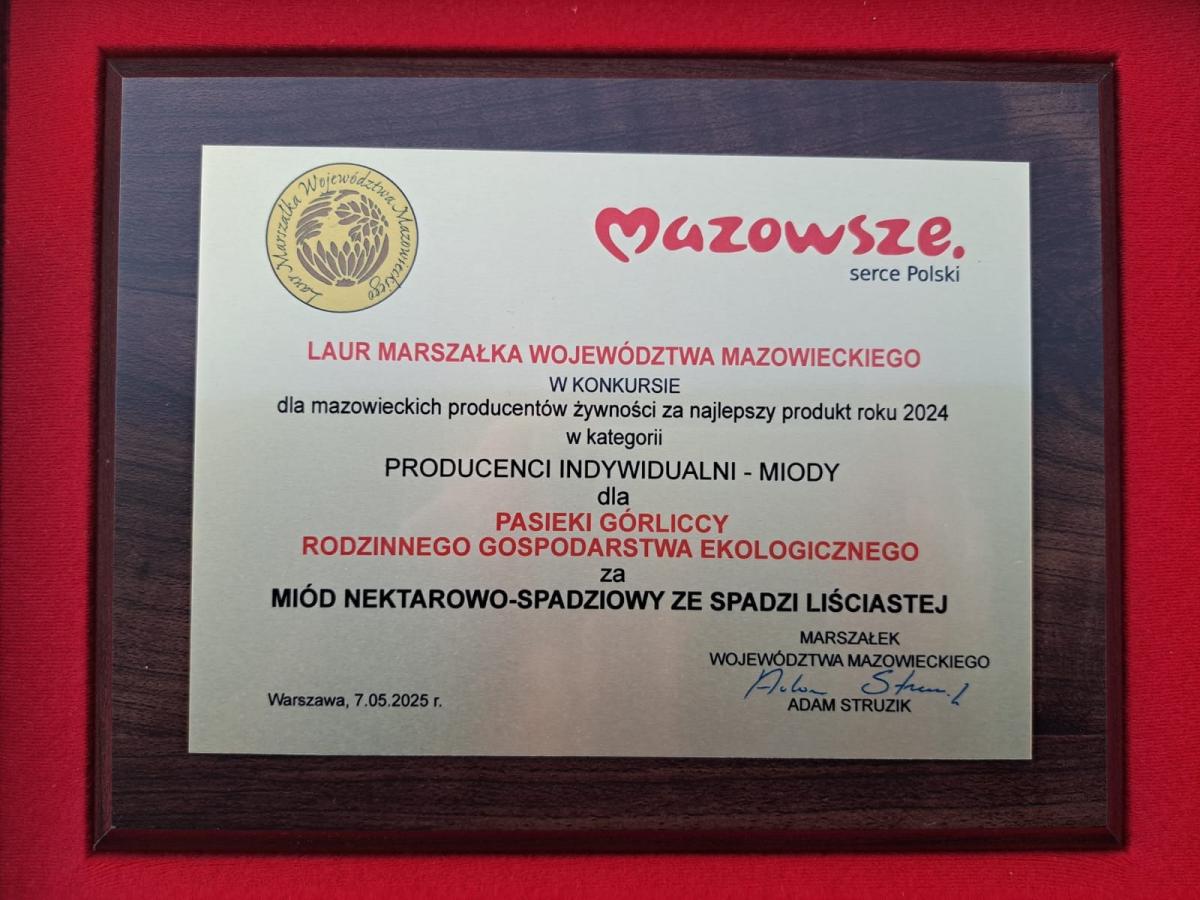 Laur Marszałka Województwa Mazowieckiego
Mazowsze.
serce Polski
LAUR MARSZAŁKA WOJEWÓDZTWA MAZOWIECKIEGO
W KONKURSIE
dla mazowieckich producentów żywności za najlepszy produkt roku 2024
w kategorii
PRODUCENCI INDYWIDUALNI - MIODY
dla
PASIEKI GÓRLICCY
RODZINNEGO GOSPODARSTWA EKOLOGICZNEGO
za
MIÓD NEKTAROWO-SPADZIOWY ZE SPADZI LIŚCIASTEJ
MARSZAŁEK
WOJEWÓDZTWA MAZOWIECKIEGO
Adam Struzik
ADAM STRUZIK
Warszawa, 7.05.2025 r.